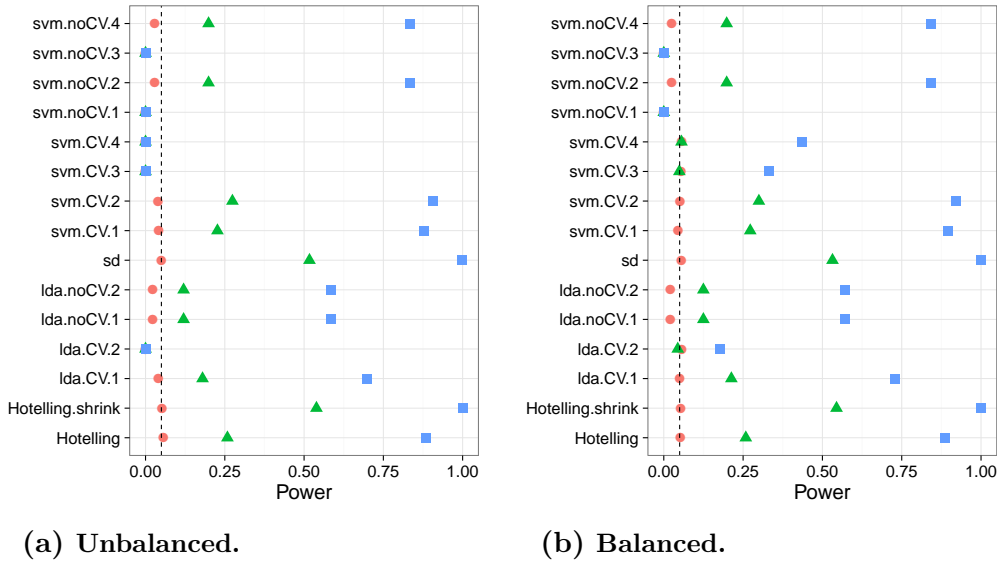 svm.noCV.4
svm.noCV.3
svm.noCV.2
svm.noCV.1
svm.CV.4
svm.CV.3
svm.CV.2
svm.CV.1
sd
lda.noCV.2
lda.noCV.1
lda.CV.2
lda.CV.1
Hotelling.shrink
Hotelling
0.00 0.25 0.50 0.75 1.00
Power
(a) Unbalanced.
svm.noCV.4
svm.noCV.3
svm.noCV.2
svm.noCV.1
svm.CV.4
svm.CV.3
svm.CV.2
svm.CV.1
sd
lda.noCV.2
lda.noCV.1
lda.CV.2
lda.CV.1
Hotelling.shrink
Hotelling
0.00 0.25 0.50 0.75 1.00
Power
(b) Balanced.